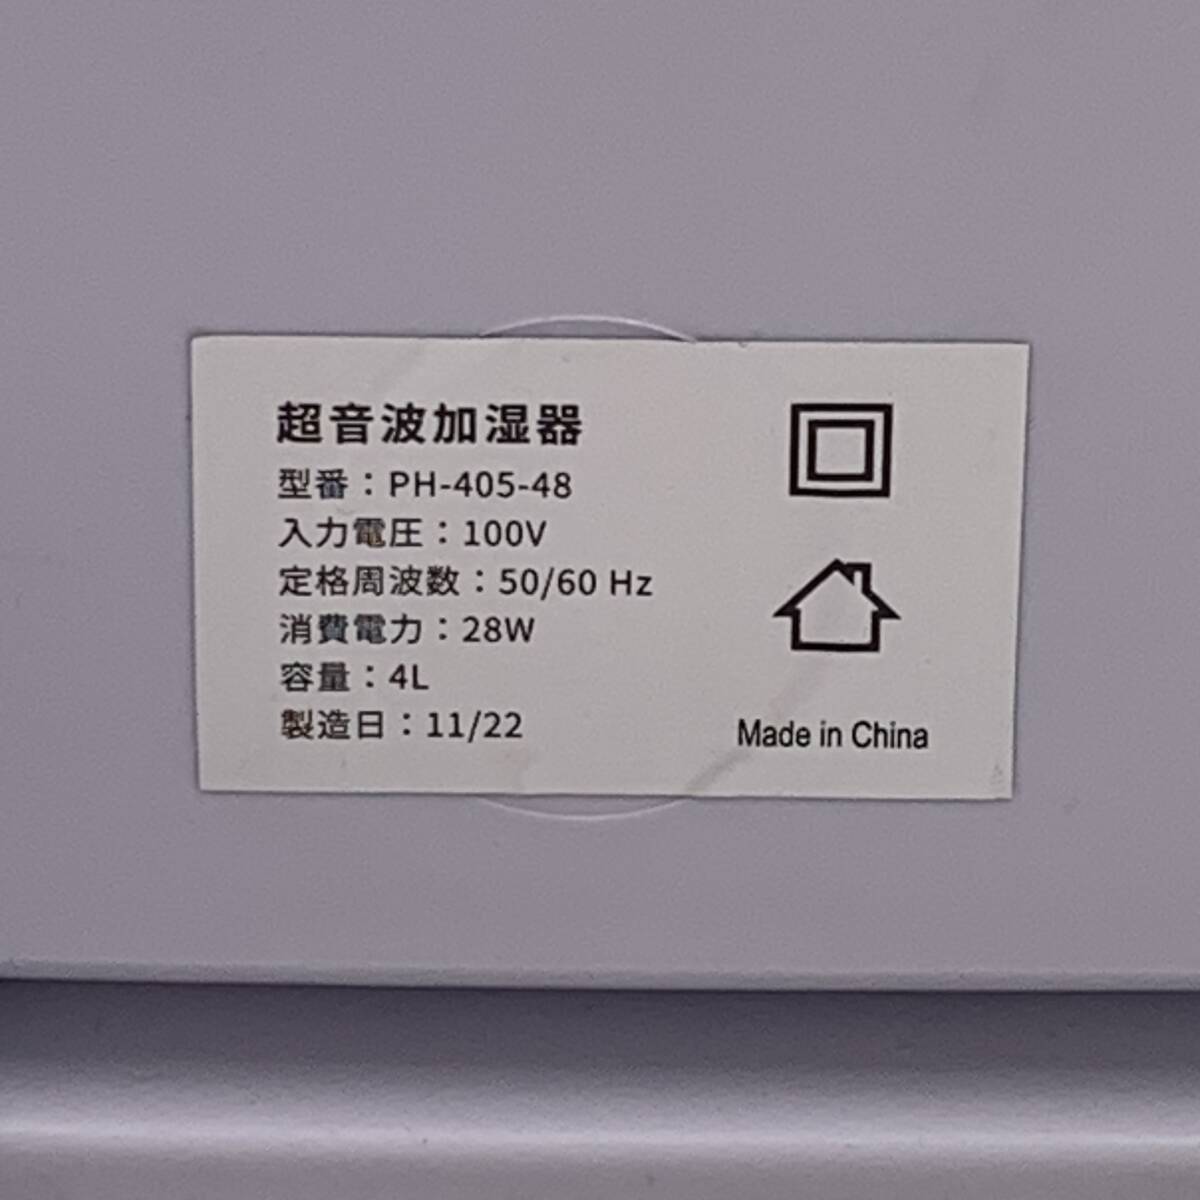 超音波加湿器
型番：PH-405-48
入力電圧：100V
定格周波数：50/60 Hz
消費電力：28W
容量：4L
製造日：11/22
Made in China